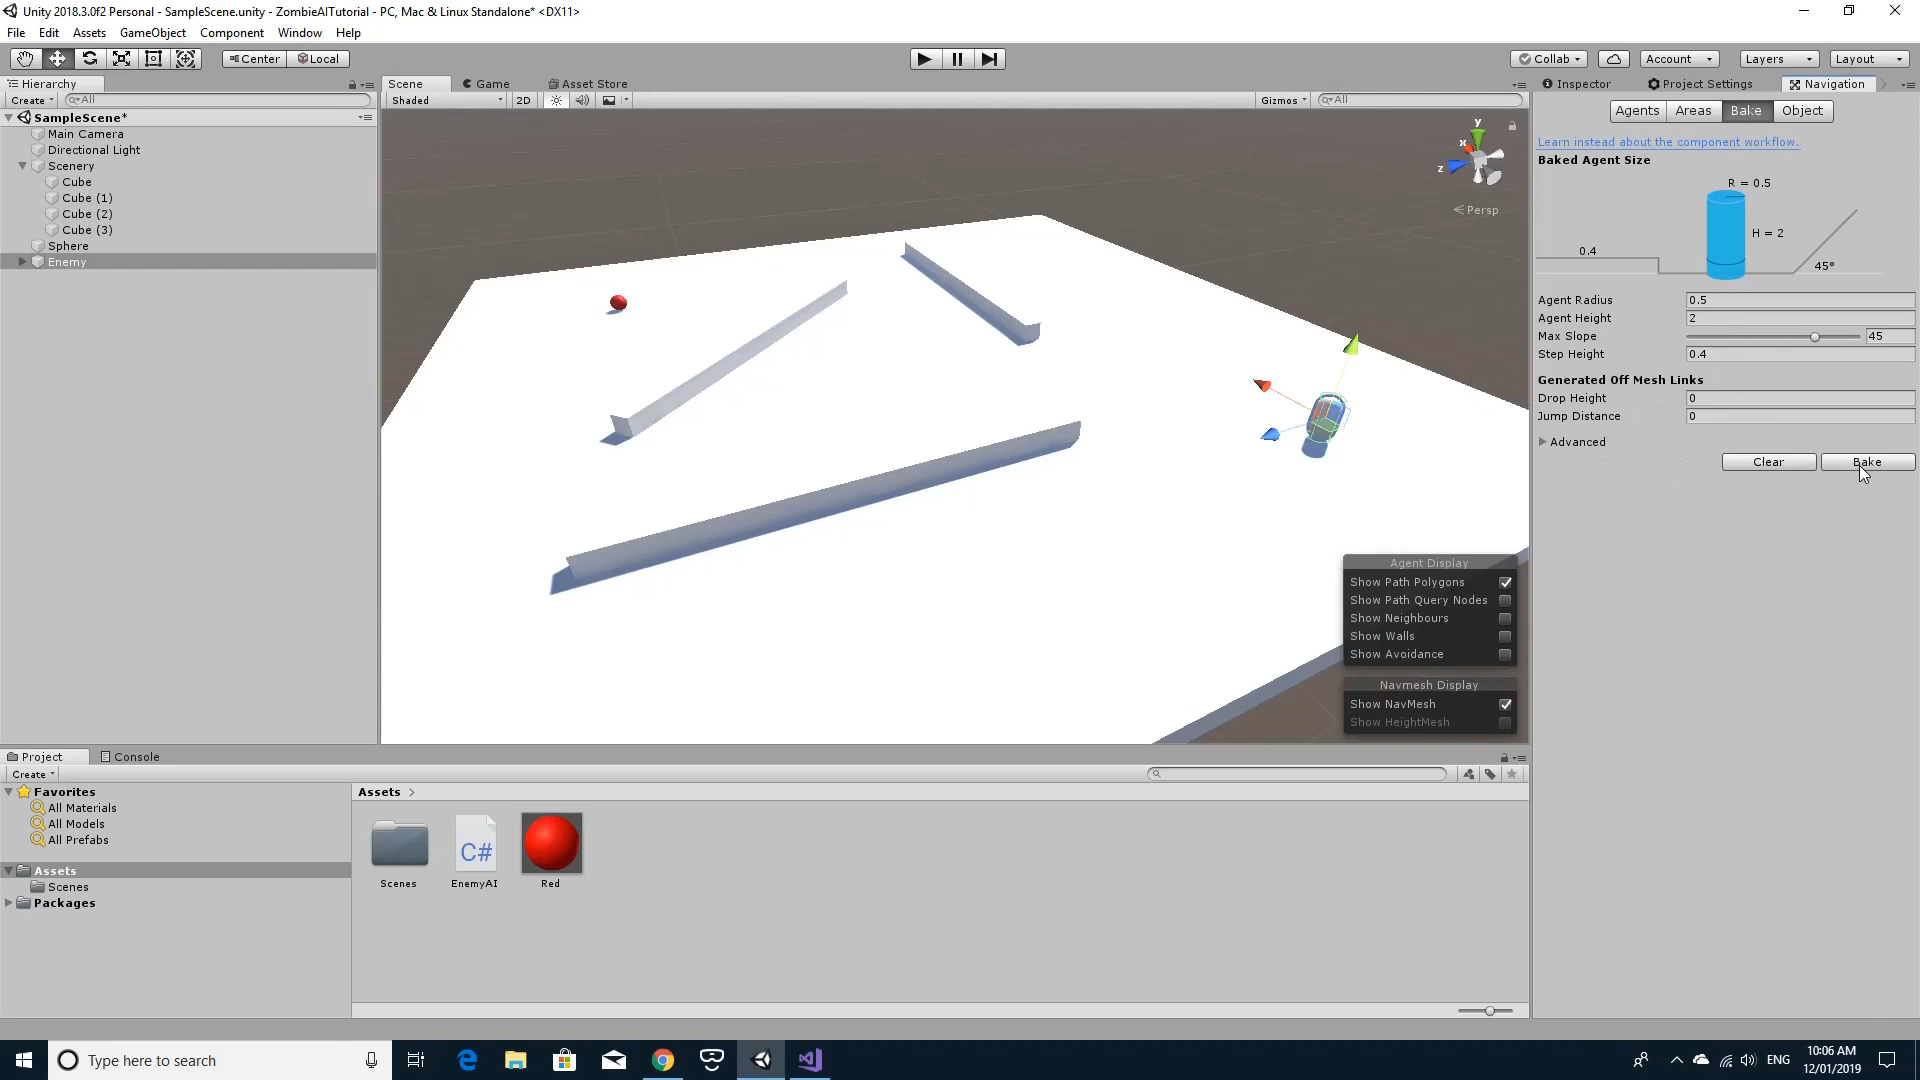 Unity 2018.3.0f2 Personal - SampleScene.unity - ZombieAITutorial - PC, Mac & Linux Standalone* <DX11>
File Edit Assets GameObject Component Window Help
Center Local Collab Account Layers Layout
Hierarchy
Create All
SampleScene*
Main Camera
Directional Light
Scenery
Cube
Cube (1)
Cube (2)
Cube (3)
Sphere
Enemy
Scene Game Asset Store
Shaded 2D Gizmos All
y
x
z
Persp
Agent Display
Show Path Polygons
Show Path Query Nodes
Show Neighbours
Show Walls
Show Avoidance
Navmesh Display
Show NavMesh
Show HeightMesh
Inspector Project Settings Navigation
Agents Areas Bake Object
Learn instead about the component workflow.
Baked Agent Size
R = 0.5
H = 2
0.4
45°
Agent Radius 0.5
Agent Height 2
Max Slope 45
Step Height 0.4
Generated Off Mesh Links
Drop Height 0
Jump Distance 0
Advanced
Clear Bake
Project Console
Create
Favorites
All Materials
All Models
All Prefabs
Assets
Scenes
Packages
Assets
Scenes C# EnemyAI Red
Type here to search
ENG
10:06 AM
12/01/2019